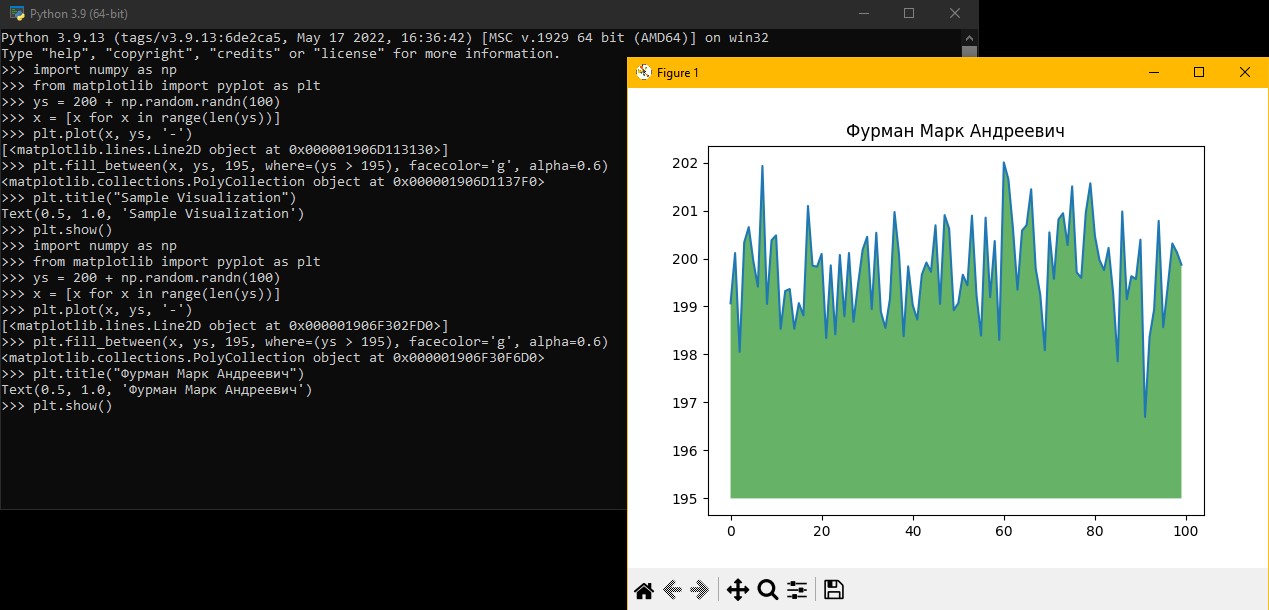 Python 3.9 (64-bit)
Python 3.9.13 (tags/v3.9.13:6de2ca5, May 17 2022, 16:36:42) [MSC v.1929 64 bit (AMD64)] on win32
Type "help", "copyright", "credits" or "license" for more information.
>>> import numpy as np
>>> from matplotlib import pyplot as plt
>>> ys = 200 + np.random.randn(100)
>>> x = [x for x in range(len(ys))]
>>> plt.plot(x, ys, '-')
[<matplotlib.lines.Line2D object at 0x000001906D113130>]
>>> plt.fill_between(x, ys, 195, where=(ys > 195), facecolor='g', alpha=0.6)
<matplotlib.collections.PolyCollection object at 0x000001906D1137F0>
>>> plt.title("Sample Visualization")
Text(0.5, 1.0, 'Sample Visualization')
>>> plt.show()
>>> import numpy as np
>>> from matplotlib import pyplot as plt
>>> ys = 200 + np.random.randn(100)
>>> x = [x for x in range(len(ys))]
>>> plt.plot(x, ys, '-')
[<matplotlib.lines.Line2D object at 0x000001906F302FD0>]
>>> plt.fill_between(x, ys, 195, where=(ys > 195), facecolor='g', alpha=0.6)
<matplotlib.collections.PolyCollection object at 0x000001906F30F6D0>
>>> plt.title("Фурман Марк Андреевич")
Text(0.5, 1.0, 'Фурман Марк Андреевич')
>>> plt.show()
Figure 1
Фурман Марк Андреевич
202
201
200
199
198
197
196
195
0 20 40 60 80 100